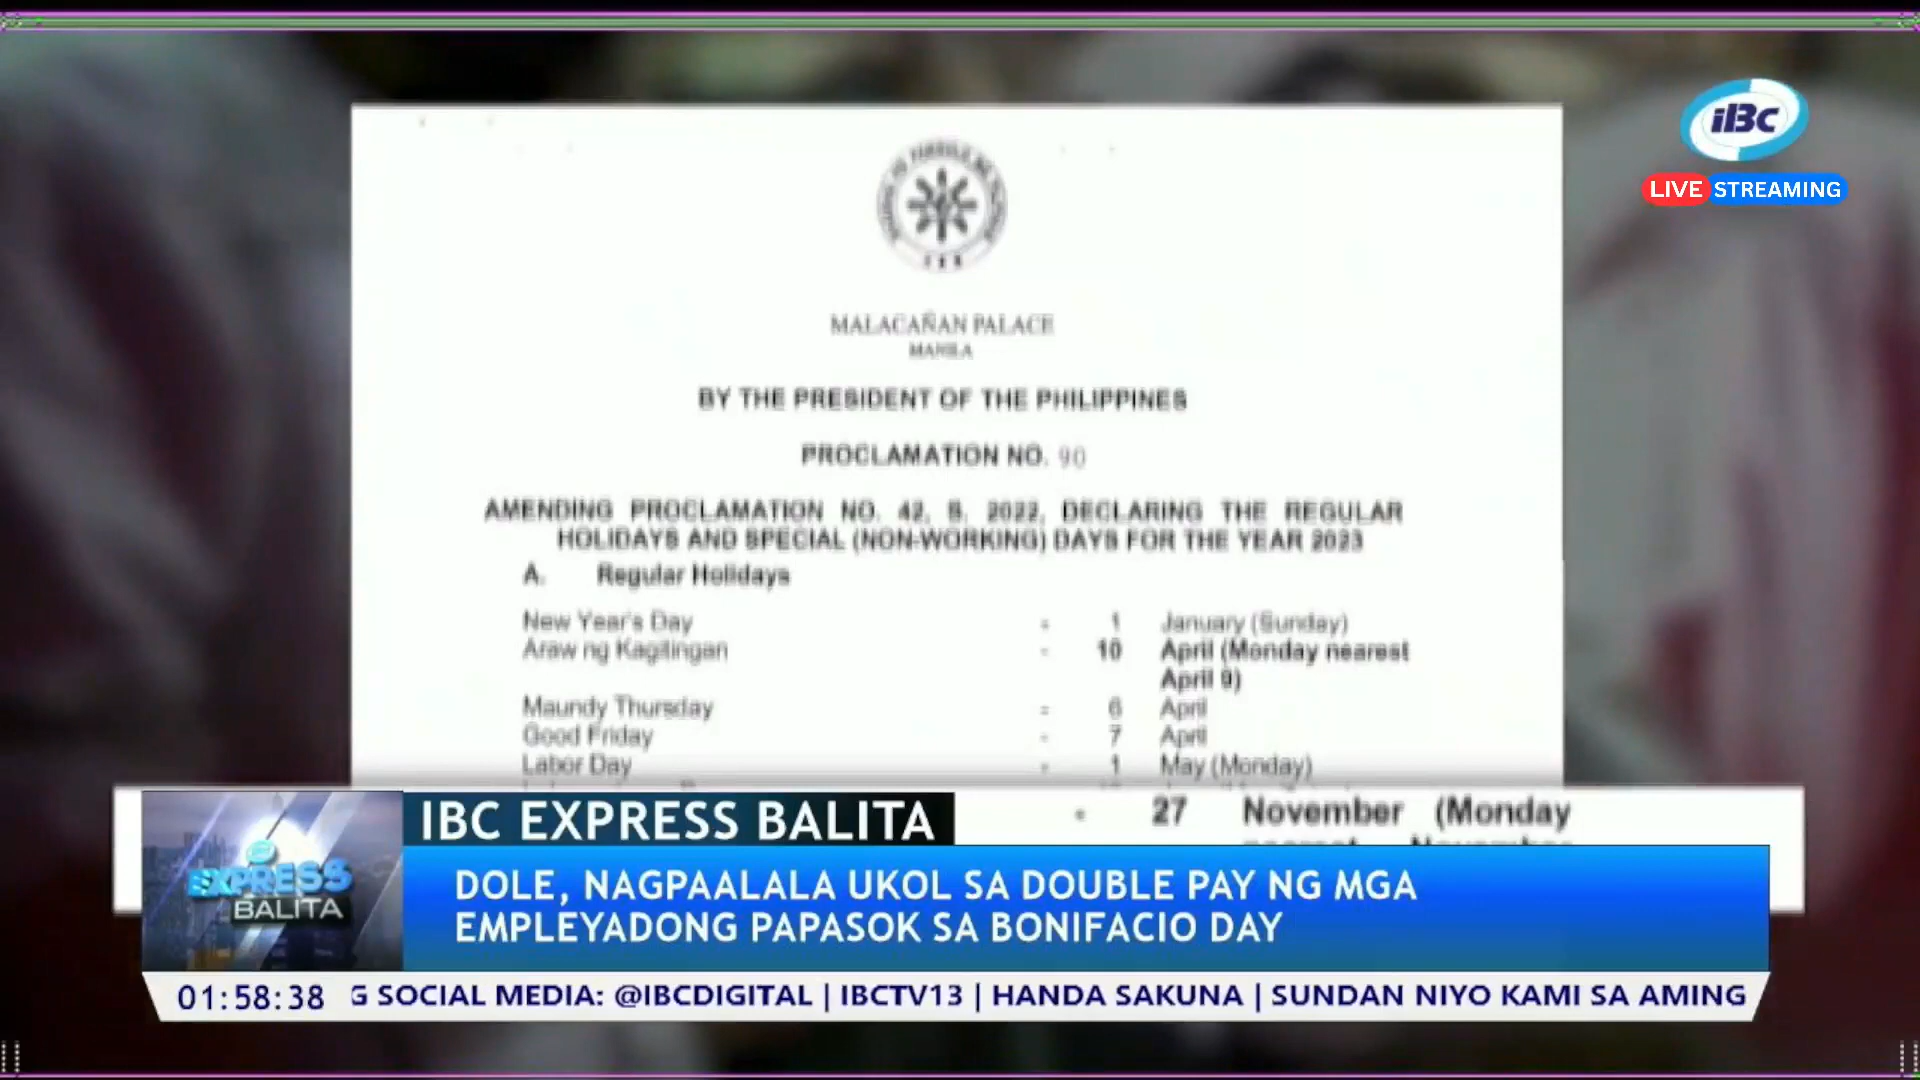 iBC
LIVE STREAMING
MALACAÑAN PALACE
MANILA
BY THE PRESIDENT OF THE PHILIPPINES
PROCLAMATION NO. 90
AMENDING PROCLAMATION NO. 42, S. 2022, DECLARING THE REGULAR
HOLIDAYS AND SPECIAL (NON-WORKING) DAYS FOR THE YEAR 2023
A. Regular Holidays
New Year's Day - 1 January (Sunday)
Araw ng Kagitingan - 10 April (Monday nearest
April 9)
Maundy Thursday - 6 April
Good Friday - 7 April
Labor Day - 1 May (Monday)
- 27 November (Monday
IBC EXPRESS BALITA
EXPRESS
BALITA
DOLE, NAGPAALALA UKOL SA DOUBLE PAY NG MGA
EMPLEYADONG PAPASOK SA BONIFACIO DAY
01:58:38 G SOCIAL MEDIA: @IBCDIGITAL | IBCTV13 | HANDA SAKUNA | SUNDAN NIYO KAMI SA AMING